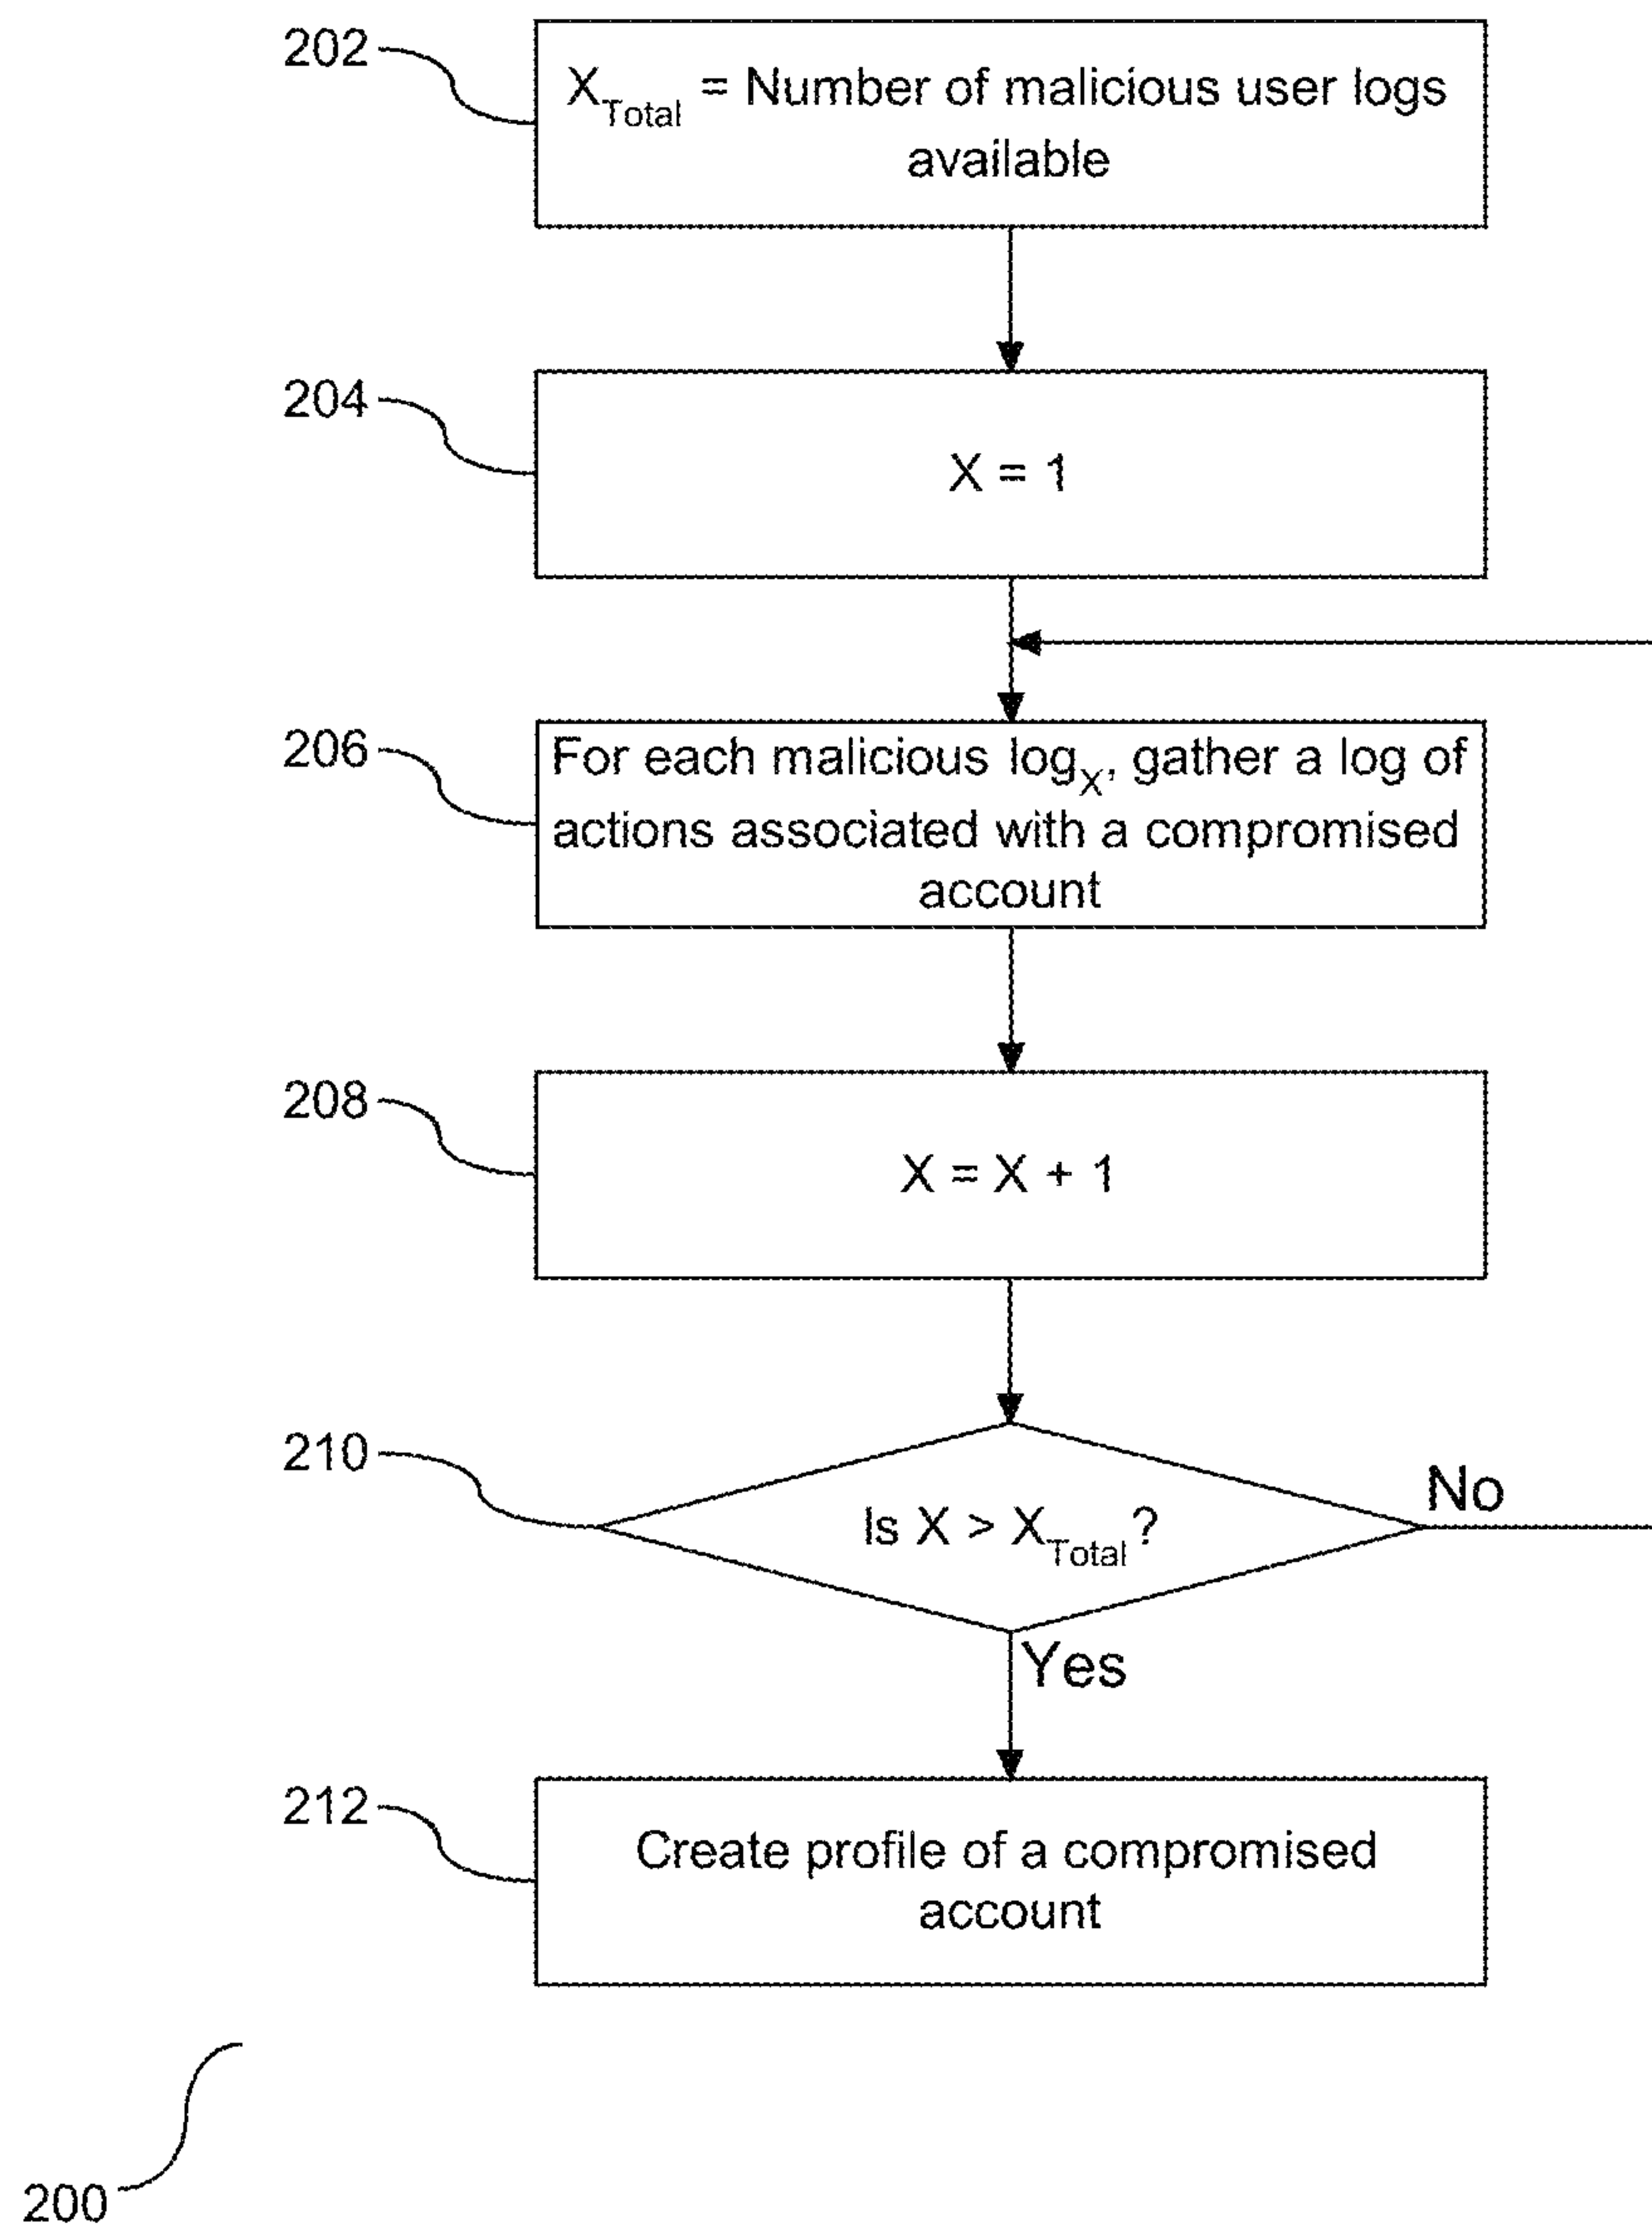 202
X_Total = Number of malicious user logs
available
204
X = 1
206
For each malicious log_X, gather a log of
actions associated with a compromised
account
208
X = X + 1
210
Is X > X_Total?
No
Yes
212
Create profile of a compromised
account
200